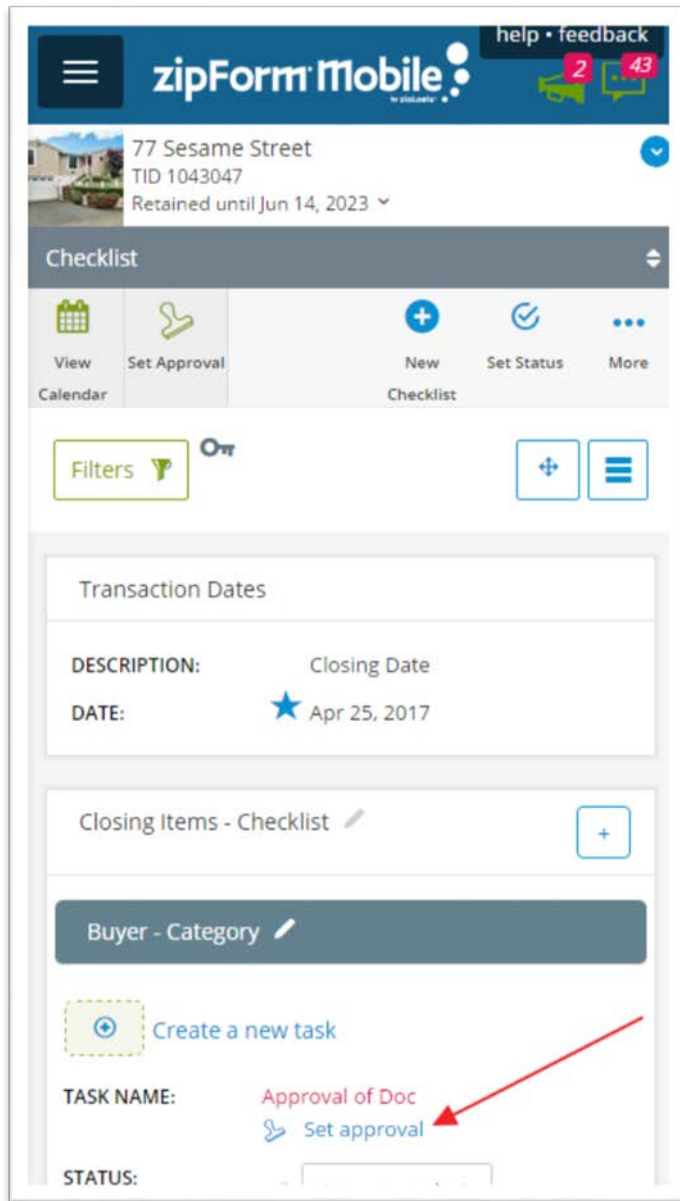 help • feedback
zipForm Mobile
by zipLogix
2
43
77 Sesame Street
TID 1043047
Retained until Jun 14, 2023
Checklist
View Calendar
Set Approval
New Checklist
Set Status
More
Filters
Transaction Dates
DESCRIPTION: Closing Date
DATE: Apr 25, 2017
Closing Items - Checklist
+
Buyer - Category
Create a new task
TASK NAME: Approval of Doc
Set approval
STATUS: